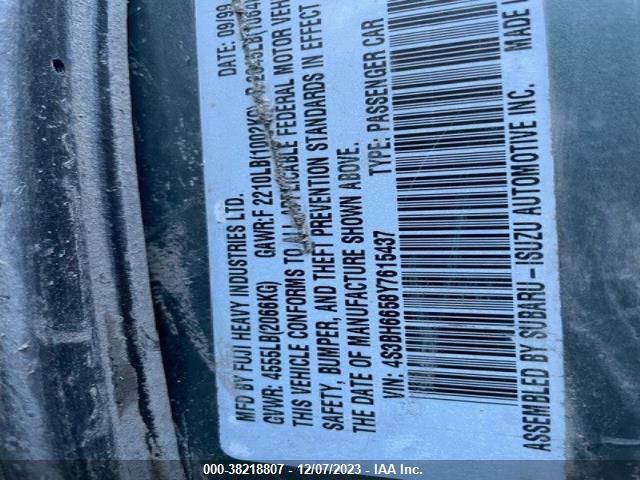 MFD BY FUJI HEAVY INDUSTRIES LTD. DATE: 09/99
GVWR: 4555LB(2066KG) GAWR:F 2210LB(1002KG)
THIS VEHICLE CONFORMS TO ALL APPLICABLE FEDERAL MOTOR VEH
SAFETY, BUMPER, AND THEFT PREVENTION STANDARDS IN EFFECT
THE DATE OF MANUFACTURE SHOWN ABOVE.
VIN: 4S3BH6658Y7615437 TYPE: PASSENGER CAR
ASSEMBLED BY SUBARU-ISUZU AUTOMOTIVE INC. MADE
000-38218807 - 12/07/2023 - IAA Inc.